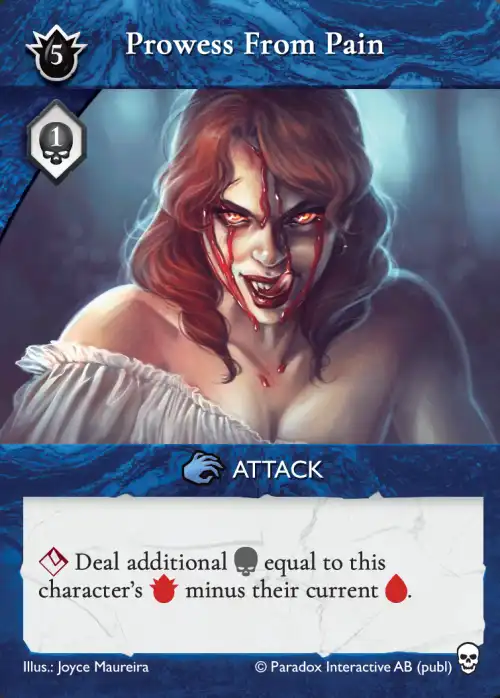 5
Prowess From Pain
1
ATTACK
Deal additional equal to this
character's minus their current .
Illus.: Joyce Maureira
© Paradox Interactive AB (publ)